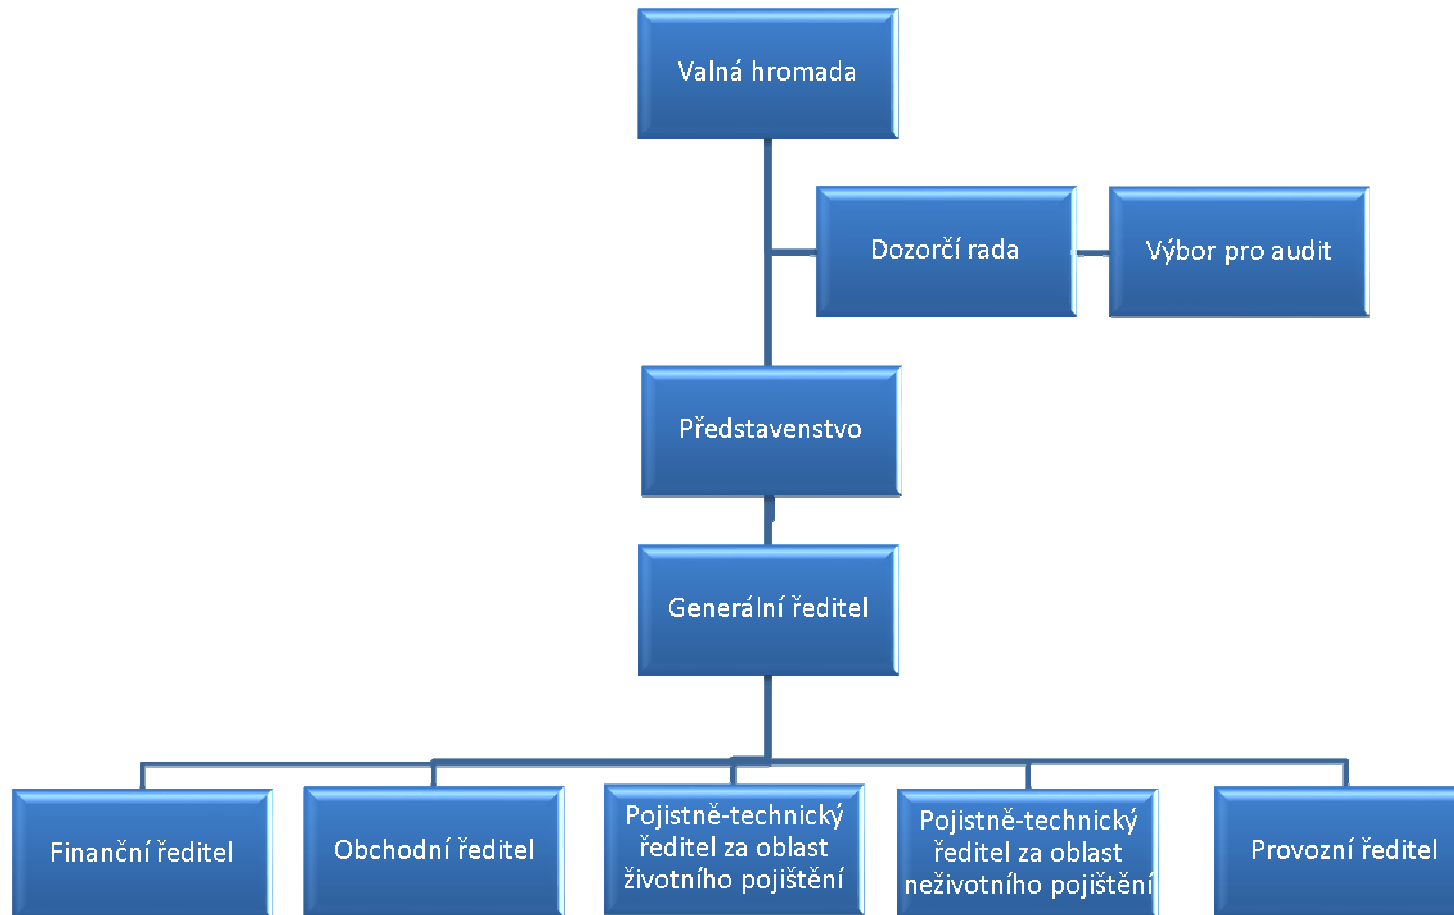 Valná hromada
Dozorčí rada
Výbor pro audit
Představenstvo
Generální ředitel
Finanční ředitel
Obchodní ředitel
Pojistně-technický
ředitel za oblast
životního pojištění
Pojistně-technický
ředitel za oblast
neživotního pojištění
Provozní ředitel